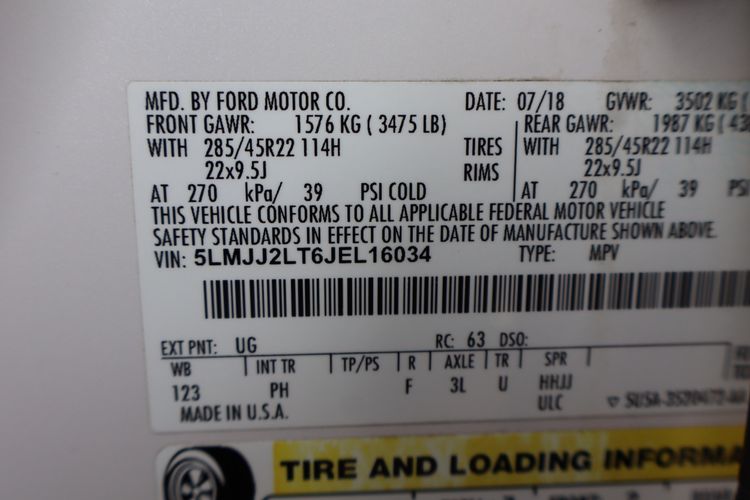 MFD. BY FORD MOTOR CO. DATE: 07/18 GVWR: 3502 KG (
FRONT GAWR: 1576 KG ( 3475 LB) REAR GAWR: 1987 KG (
WITH 285/45R22 114H TIRES WITH 285/45R22 114H
22x9.5J RIMS 22x9.5J
AT 270 kPa/ 39 PSI COLD AT 270 kPa/ 39
THIS VEHICLE CONFORMS TO ALL APPLICABLE FEDERAL MOTOR VEHICLE
SAFETY STANDARDS IN EFFECT ON THE DATE OF MANUFACTURE SHOWN ABOVE.
VIN: 5LMJJ2LT6JEL16034 TYPE: MPV
EXT PNT: UG RC: 63 DSO:
WB INT TR TP/PS R AXLE TR SPR
123 PH F 3L U HHJJ
MADE IN U.S.A. ULC
TIRE AND LOADING